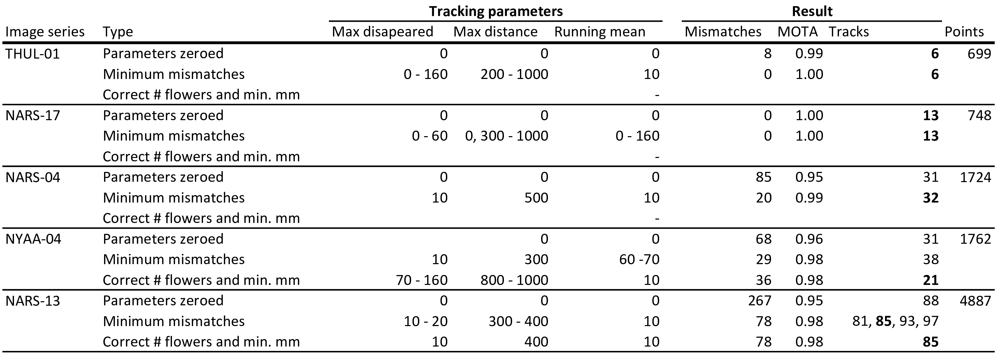 Tracking parameters Result
Image series Type Max disapeared Max distance Running mean Mismatches MOTA Tracks Points
THUL-01 Parameters zeroed 0 0 0 8 0.99 6 699
Minimum mismatches 0 - 160 200 - 1000 10 0 1.00 6
Correct # flowers and min. mm -
NARS-17 Parameters zeroed 0 0 0 0 1.00 13 748
Minimum mismatches 0 - 60 0, 300 - 1000 0 - 160 0 1.00 13
Correct # flowers and min. mm -
NARS-04 Parameters zeroed 0 0 0 85 0.95 31 1724
Minimum mismatches 10 500 10 20 0.99 32
Correct # flowers and min. mm -
NYAA-04 Parameters zeroed 0 0 68 0.96 31 1762
Minimum mismatches 10 300 60 -70 29 0.98 38
Correct # flowers and min. mm 70 - 160 800 - 1000 10 36 0.98 21
NARS-13 Parameters zeroed 0 0 0 267 0.95 88 4887
Minimum mismatches 10 - 20 300 - 400 10 78 0.98 81, 85, 93, 97
Correct # flowers and min. mm 10 400 10 78 0.98 85